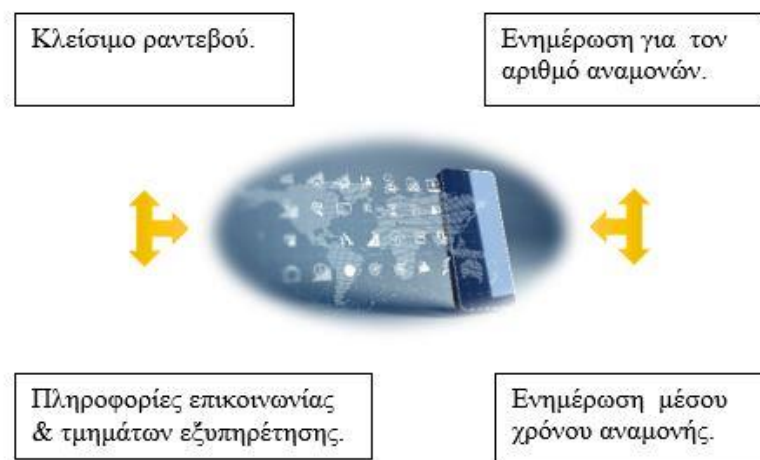 Κλείσιμο ραντεβού.
Ενημέρωση για τον
αριθμό αναμονών.
Πληροφορίες επικοινωνίας
& τμημάτων εξυπηρέτησης.
Ενημέρωση μέσου
χρόνου αναμονής.